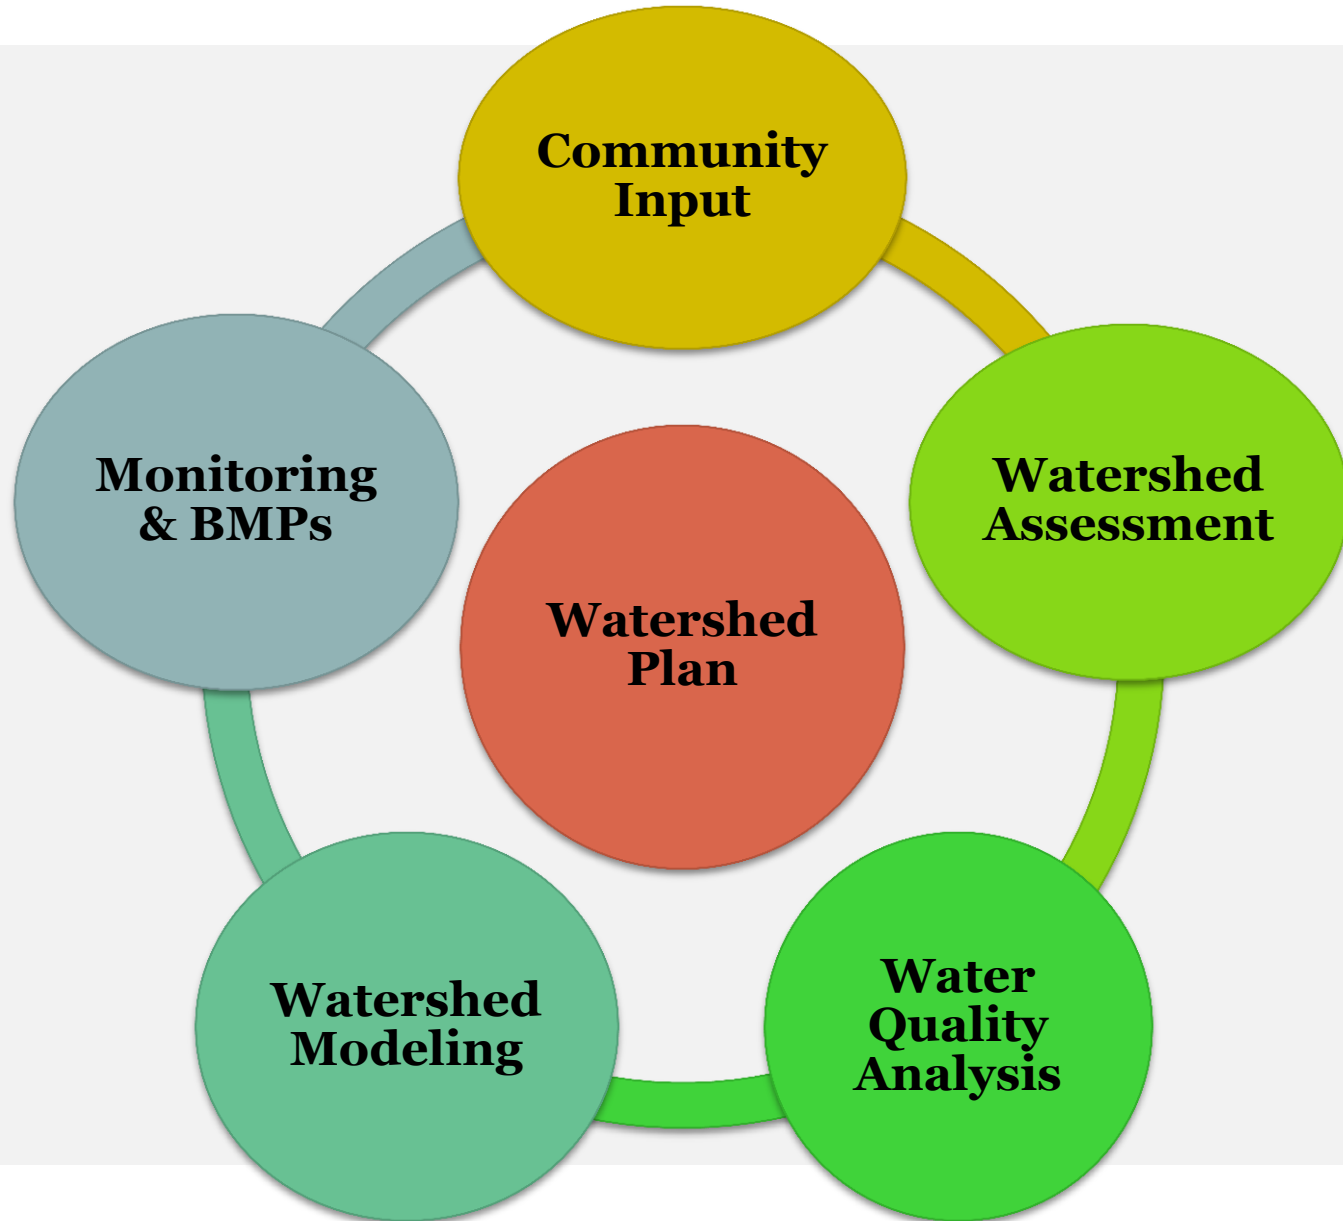 Community
Input
Watershed
Assessment
Water
Quality
Analysis
Watershed
Modeling
Monitoring
& BMPs
Watershed
Plan